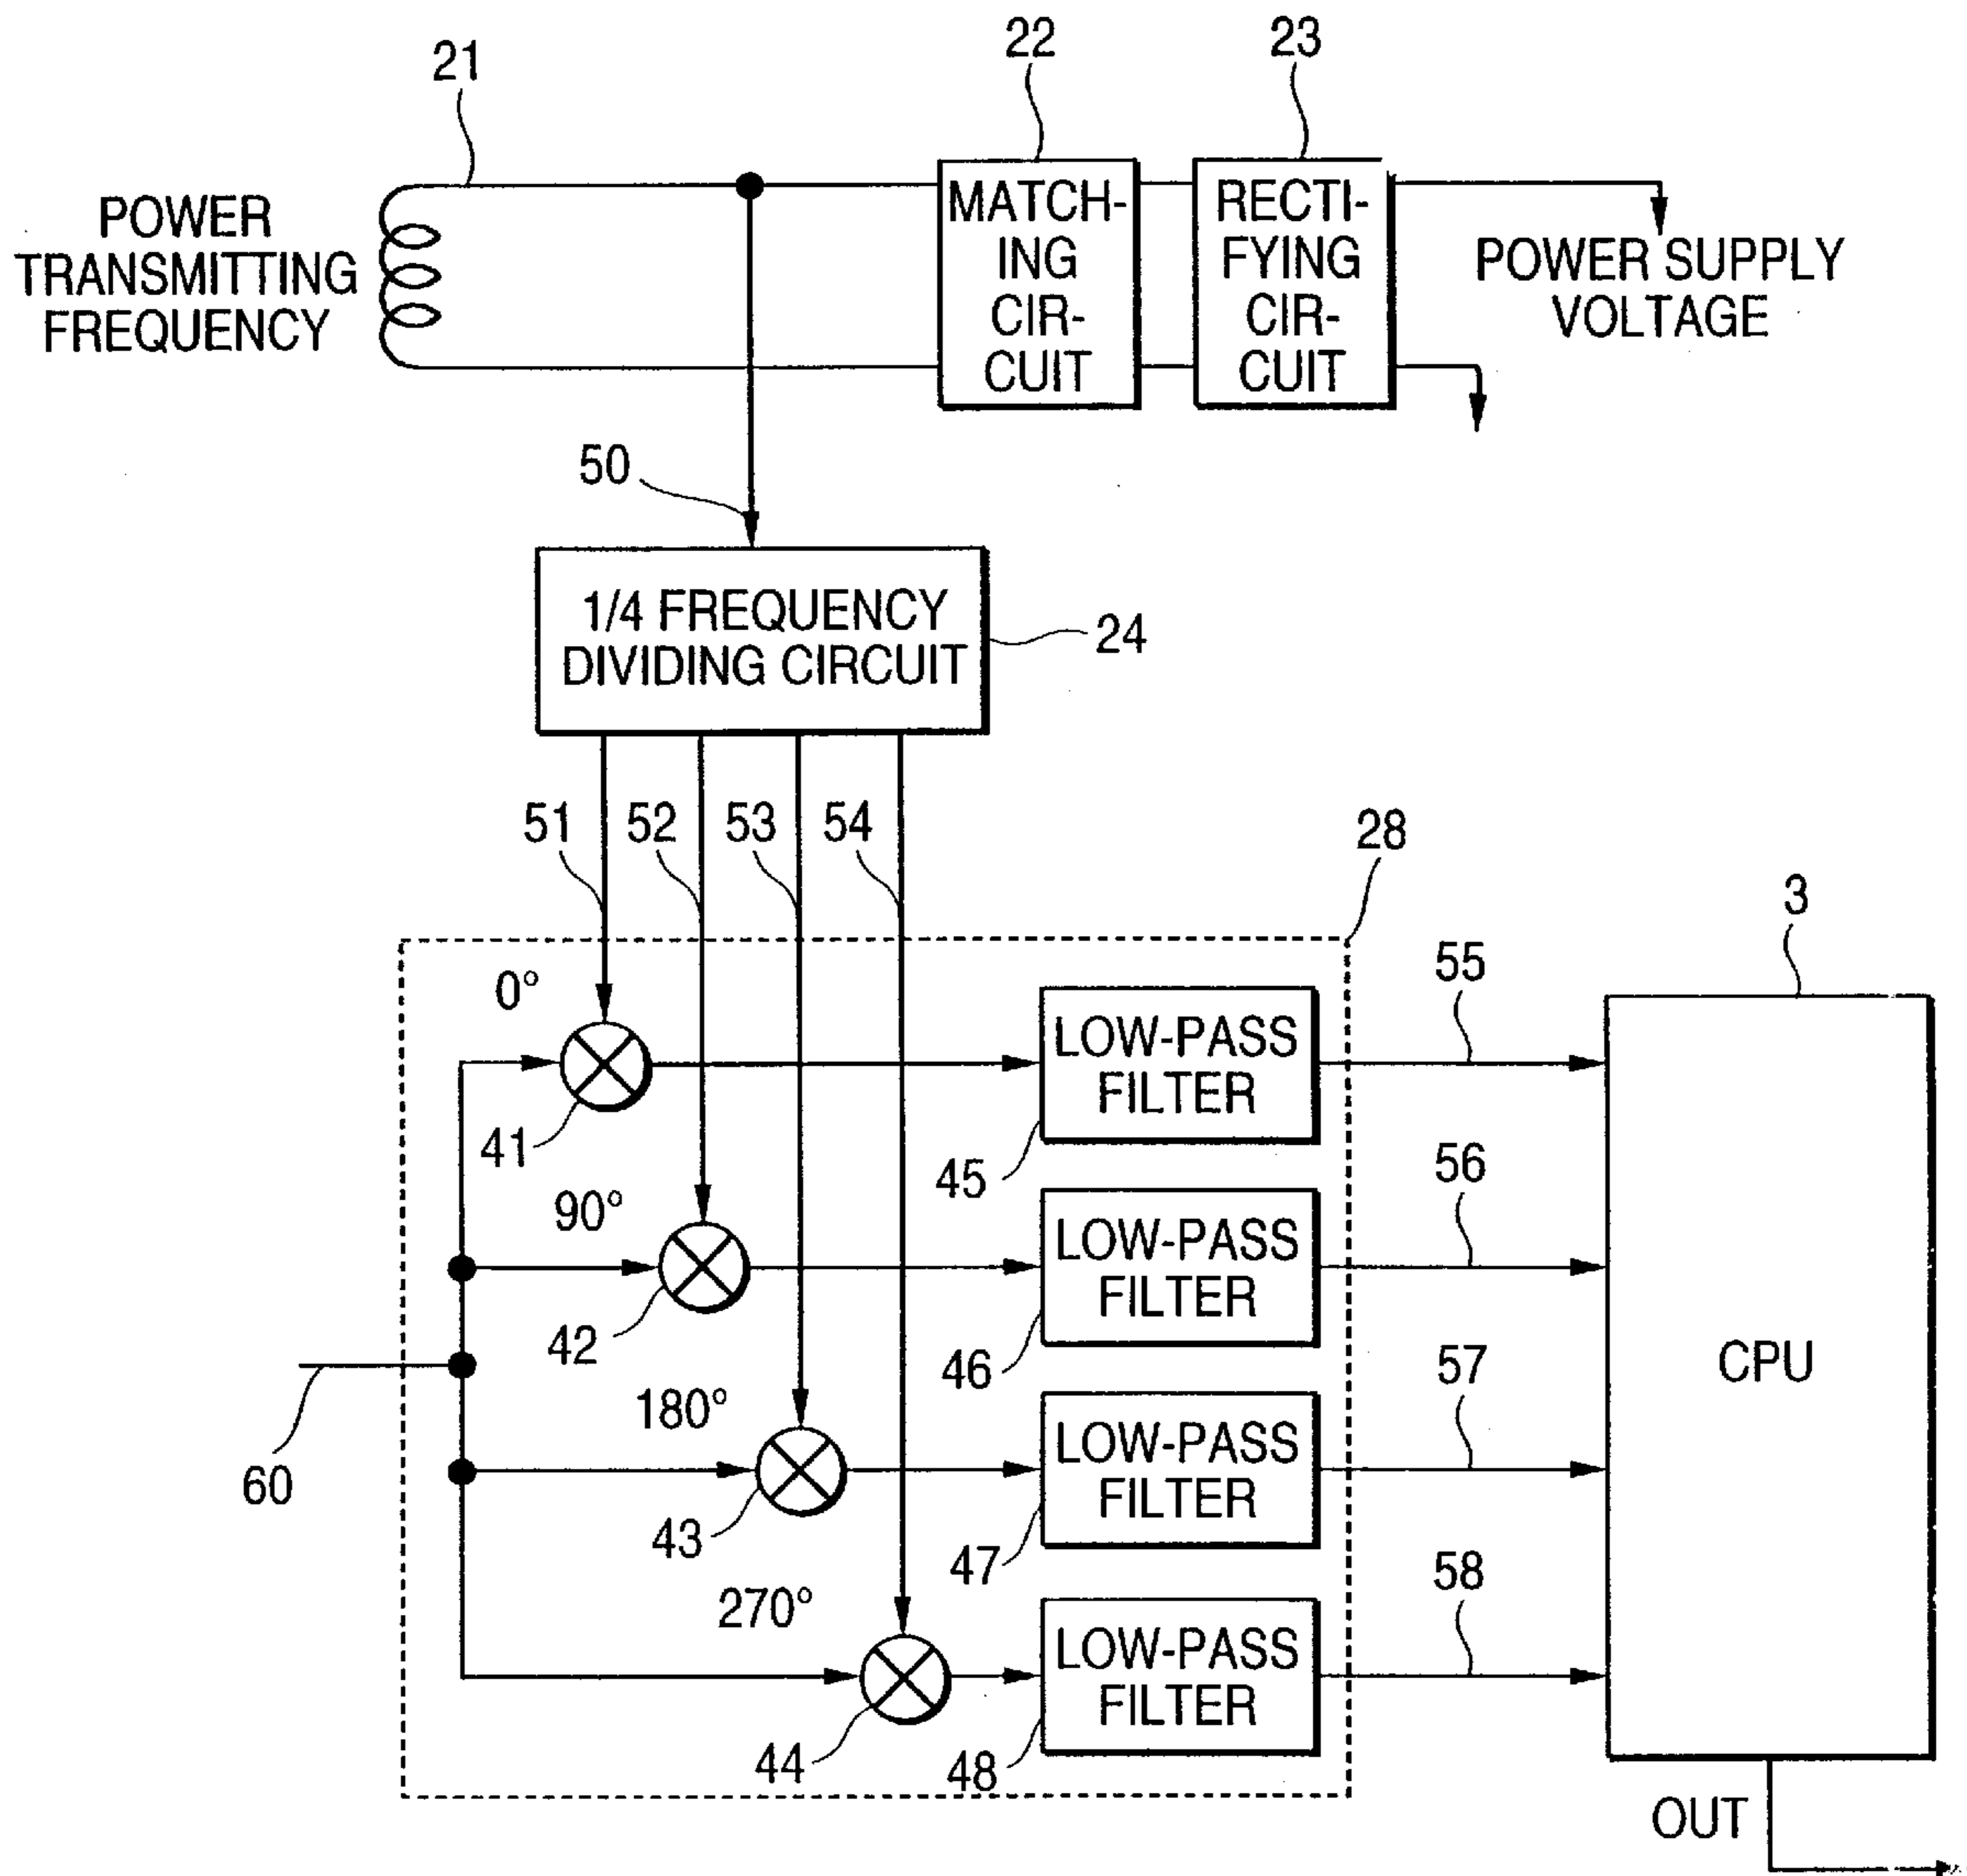 21
22
23
POWER
TRANSMITTING
FREQUENCY
MATCH-
ING
CIR-
CUIT
RECTI-
FYING
CIR-
CUIT
POWER SUPPLY
VOLTAGE
50
1/4 FREQUENCY
DIVIDING CIRCUIT
24
51
52
53
54
28
3
0°
41
LOW-PASS
FILTER
45
55
90°
42
LOW-PASS
FILTER
46
56
CPU
60
180°
43
LOW-PASS
FILTER
47
57
270°
44
LOW-PASS
FILTER
48
58
OUT